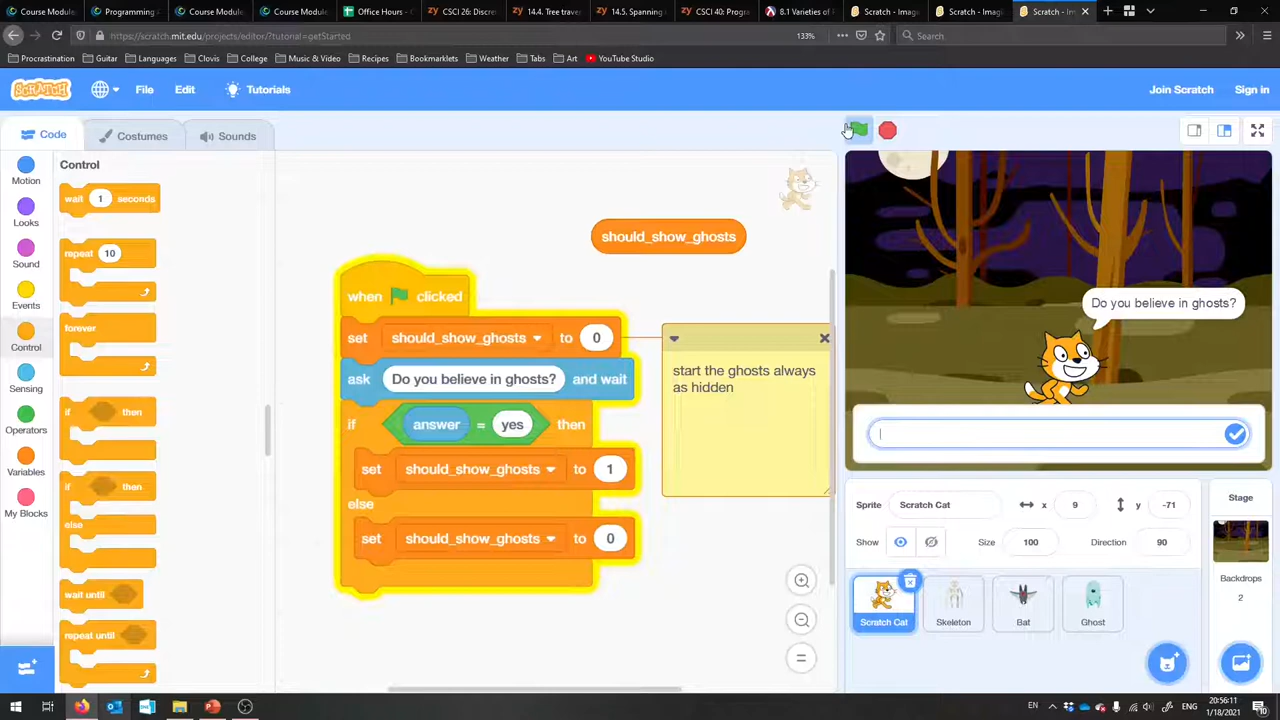 Course Module
Programming
Course Module
Course Module
Office Hours -
CSCI 26: Discre
14.4. Tree trave
14.5. Spanning
CSCI 40: Progra
8.1 Varieties of
Scratch - Imagi
Scratch - Imagi
Scratch - Im
https://scratch.mit.edu/projects/editor/?tutorial=getStarted
133%
Search
Procrastination
Guitar
Languages
Clovis
College
Music & Video
Recipes
Bookmarklets
Weather
Tabs
Art
YouTube Studio
SCRATCH
File
Edit
Tutorials
Join Scratch
Sign in
Code
Costumes
Sounds
Motion
Looks
Sound
Events
Control
Sensing
Operators
Variables
My Blocks
Control
wait 1 seconds
repeat 10
forever
if then
if then
else
wait until
repeat until
should_show_ghosts
when clicked
set should_show_ghosts to 0
ask Do you believe in ghosts? and wait
if answer = yes then
set should_show_ghosts to 1
else
set should_show_ghosts to 0
start the ghosts always
as hidden
Do you believe in ghosts?
Sprite
Scratch Cat
x
9
y
-71
Show
Size
100
Direction
90
Scratch Cat
Skeleton
Bat
Ghost
Stage
Backdrops
2
EN
20:56:11
1/18/2021